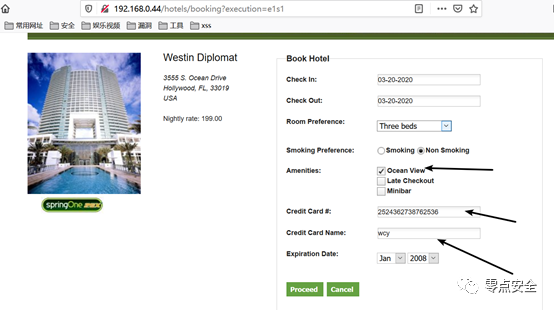 192.168.0.44/hotels/booking?execution=e1s1
常用网址 安全 娱乐视频 漏洞 工具 xss
Westin Diplomat
3555 S. Ocean Drive
Hollywood, FL, 33019
USA
Nightly rate: 199.00
springOne
Book Hotel
Check In: 03-20-2020
Check Out: 03-20-2020
Room Preference: Three beds
Smoking Preference: Smoking Non Smoking
Amenities: Ocean View
Late Checkout
Minibar
Credit Card #: 2524362738762536
Credit Card Name: wcy
Expiration Date: Jan 2008
Proceed Cancel
零点安全